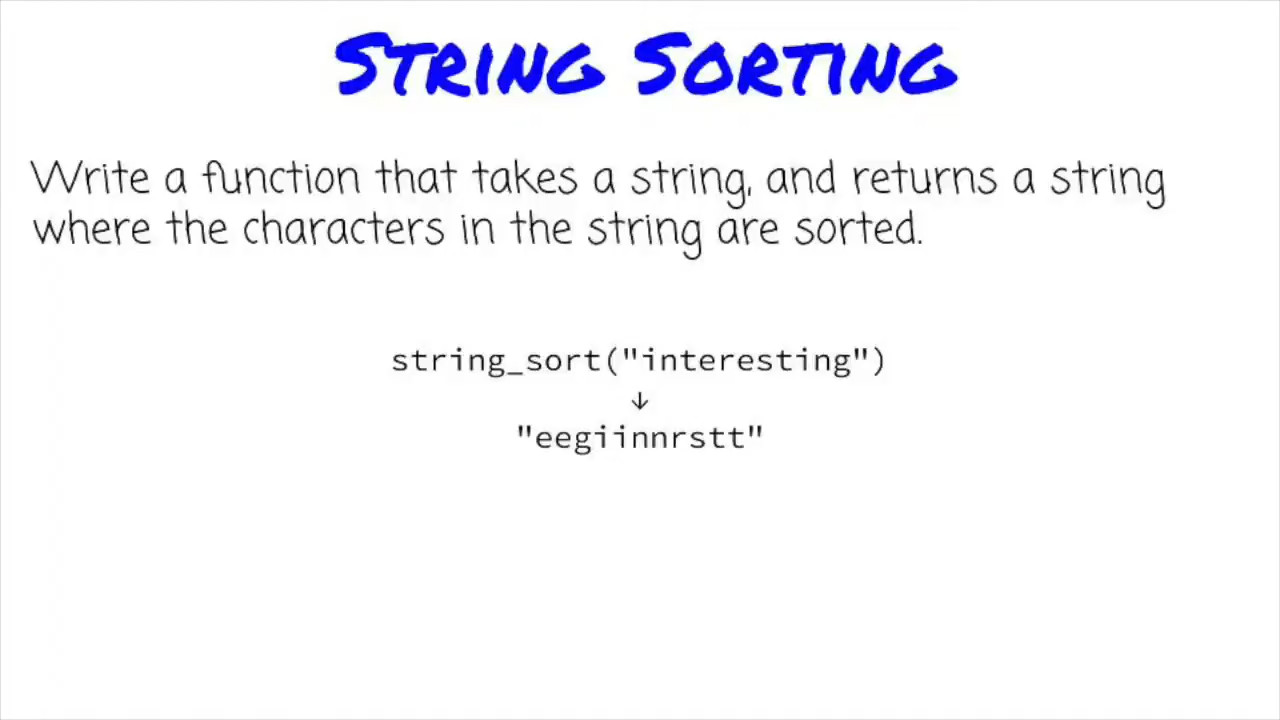 STRING SORTING
Write a function that takes a string, and returns a string
where the characters in the string are sorted.
string_sort("interesting")
↓
"eegiinnrstt"